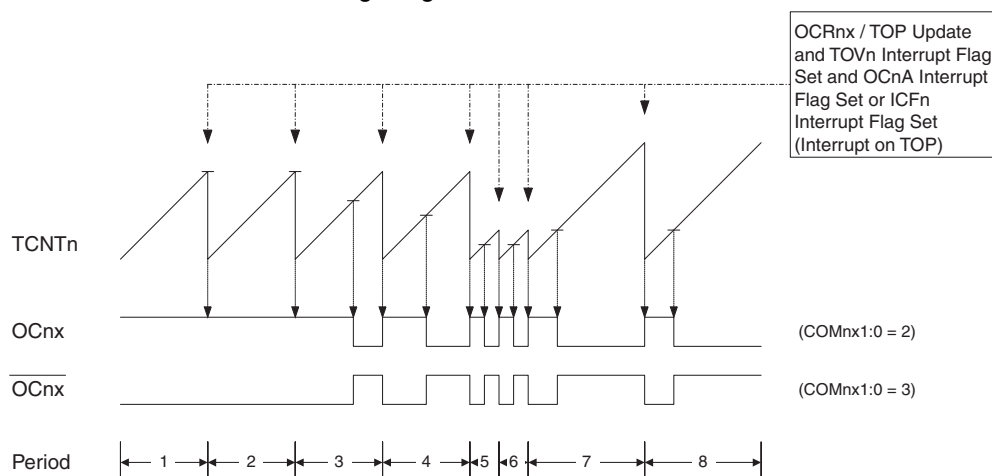 OCRnx / TOP Update
and TOVn Interrupt Flag
Set and OCnA Interrupt
Flag Set or ICFn
Interrupt Flag Set
(Interrupt on TOP)
TCNTn
OCnx
(COMnx1:0 = 2)
OCnx
(COMnx1:0 = 3)
Period
1 2 3 4 5 6 7 8